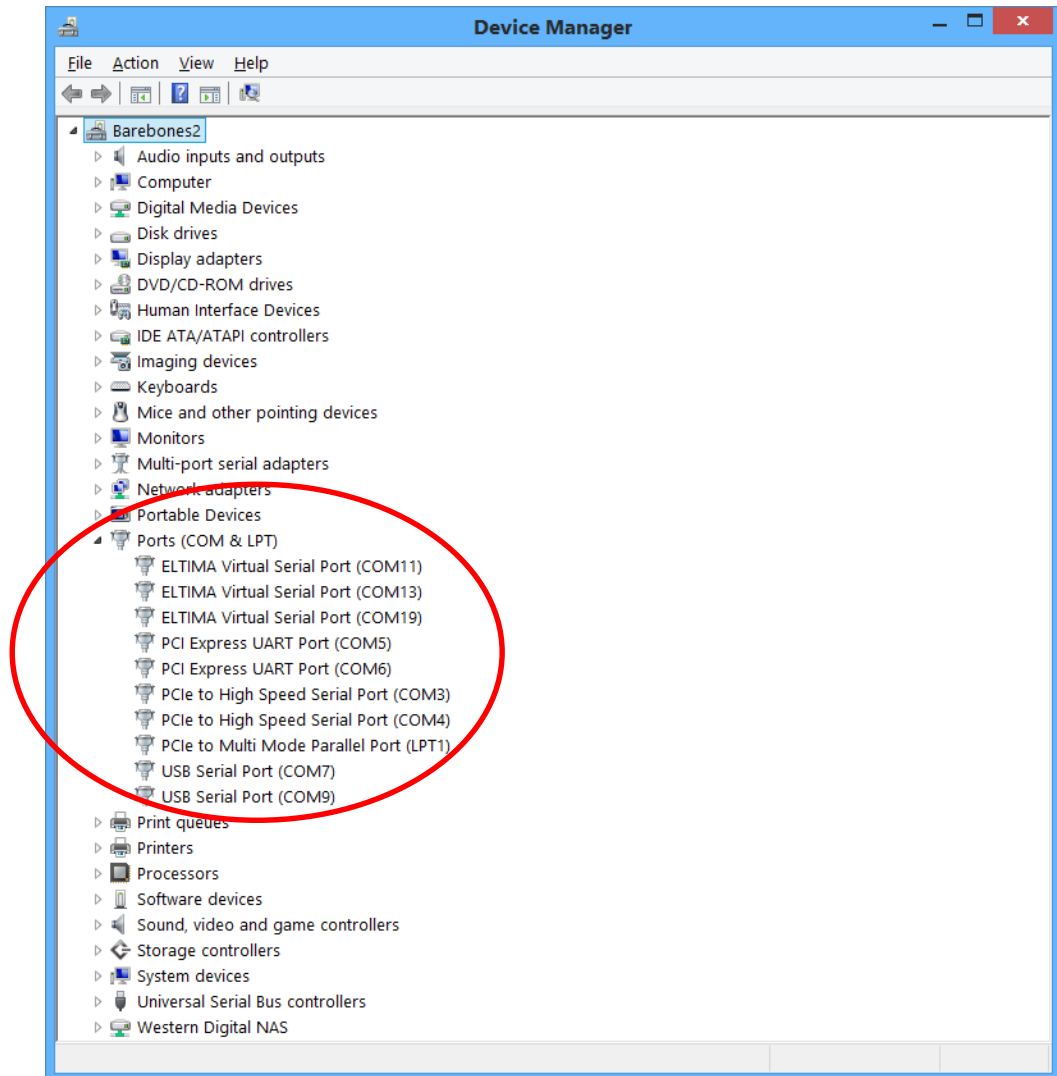 Device Manager
File Action View Help
Barebones2
Audio inputs and outputs
Computer
Digital Media Devices
Disk drives
Display adapters
DVD/CD-ROM drives
Human Interface Devices
IDE ATA/ATAPI controllers
Imaging devices
Keyboards
Mice and other pointing devices
Monitors
Multi-port serial adapters
Network adapters
Portable Devices
Ports (COM & LPT)
ELTIMA Virtual Serial Port (COM11)
ELTIMA Virtual Serial Port (COM13)
ELTIMA Virtual Serial Port (COM19)
PCI Express UART Port (COM5)
PCI Express UART Port (COM6)
PCIe to High Speed Serial Port (COM3)
PCIe to High Speed Serial Port (COM4)
PCIe to Multi Mode Parallel Port (LPT1)
USB Serial Port (COM7)
USB Serial Port (COM9)
Print queues
Printers
Processors
Software devices
Sound, video and game controllers
Storage controllers
System devices
Universal Serial Bus controllers
Western Digital NAS